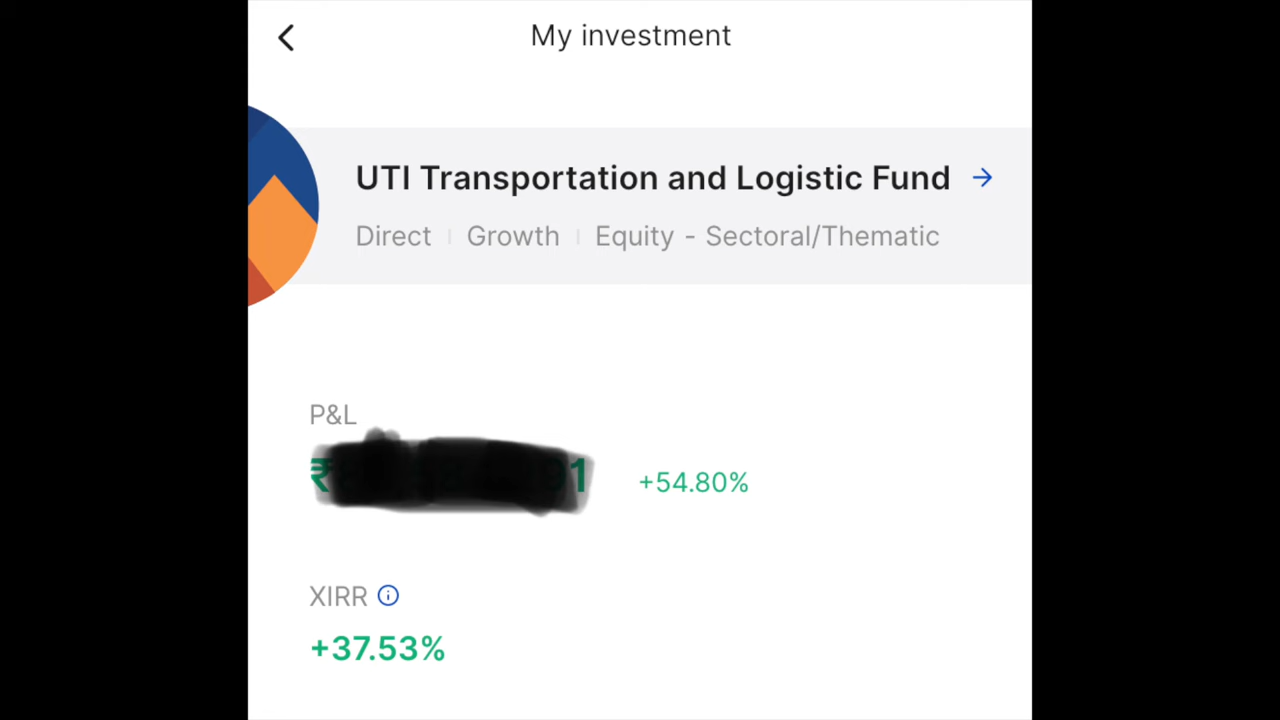 My investment
UTI Transportation and Logistic Fund →
Direct | Growth | Equity - Sectoral/Thematic
P&L
+54.80%
XIRR
+37.53%